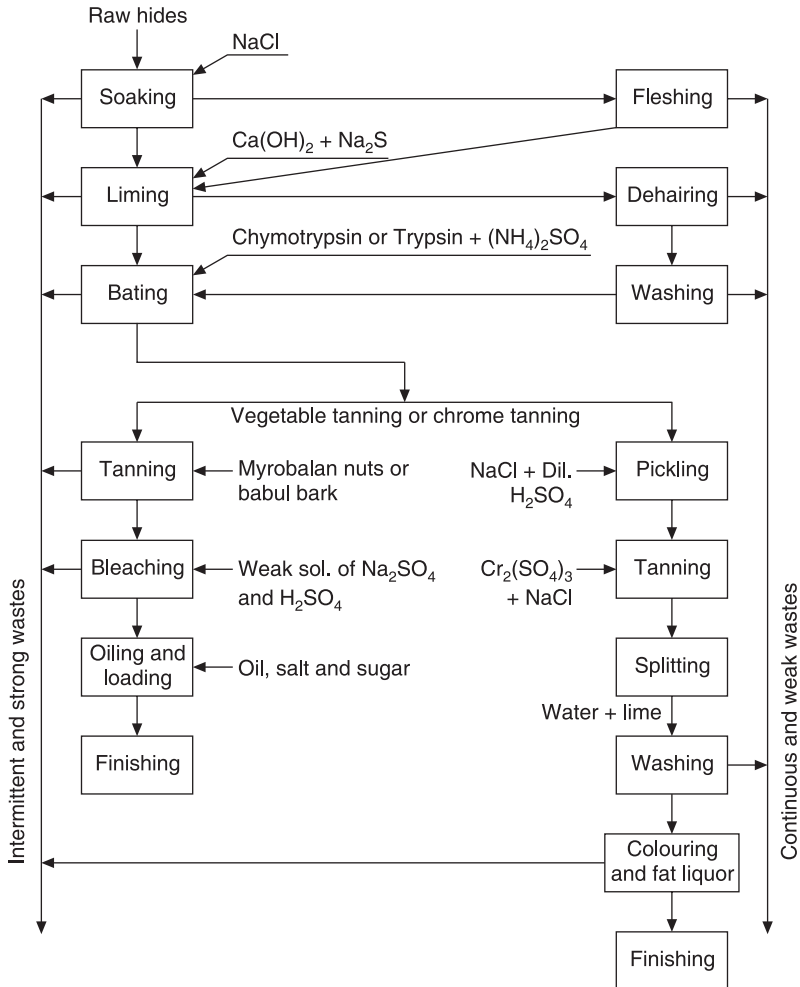 Raw hides
NaCl
Soaking
Fleshing
Ca(OH)₂ + Na₂S
Liming
Dehairing
Chymotrypsin or Trypsin + (NH₄)₂SO₄
Bating
Washing
Vegetable tanning or chrome tanning
Tanning
Myrobalan nuts or
babul bark
NaCl + Dil.
H₂SO₄
Pickling
Bleaching
Weak sol. of Na₂SO₄
and H₂SO₄
Cr₂(SO₄)₃
+ NaCl
Tanning
Oiling and
loading
Oil, salt and sugar
Splitting
Water + lime
Finishing
Washing
Colouring
and fat liquor
Finishing
Intermittent and strong wastes
Continuous and weak wastes